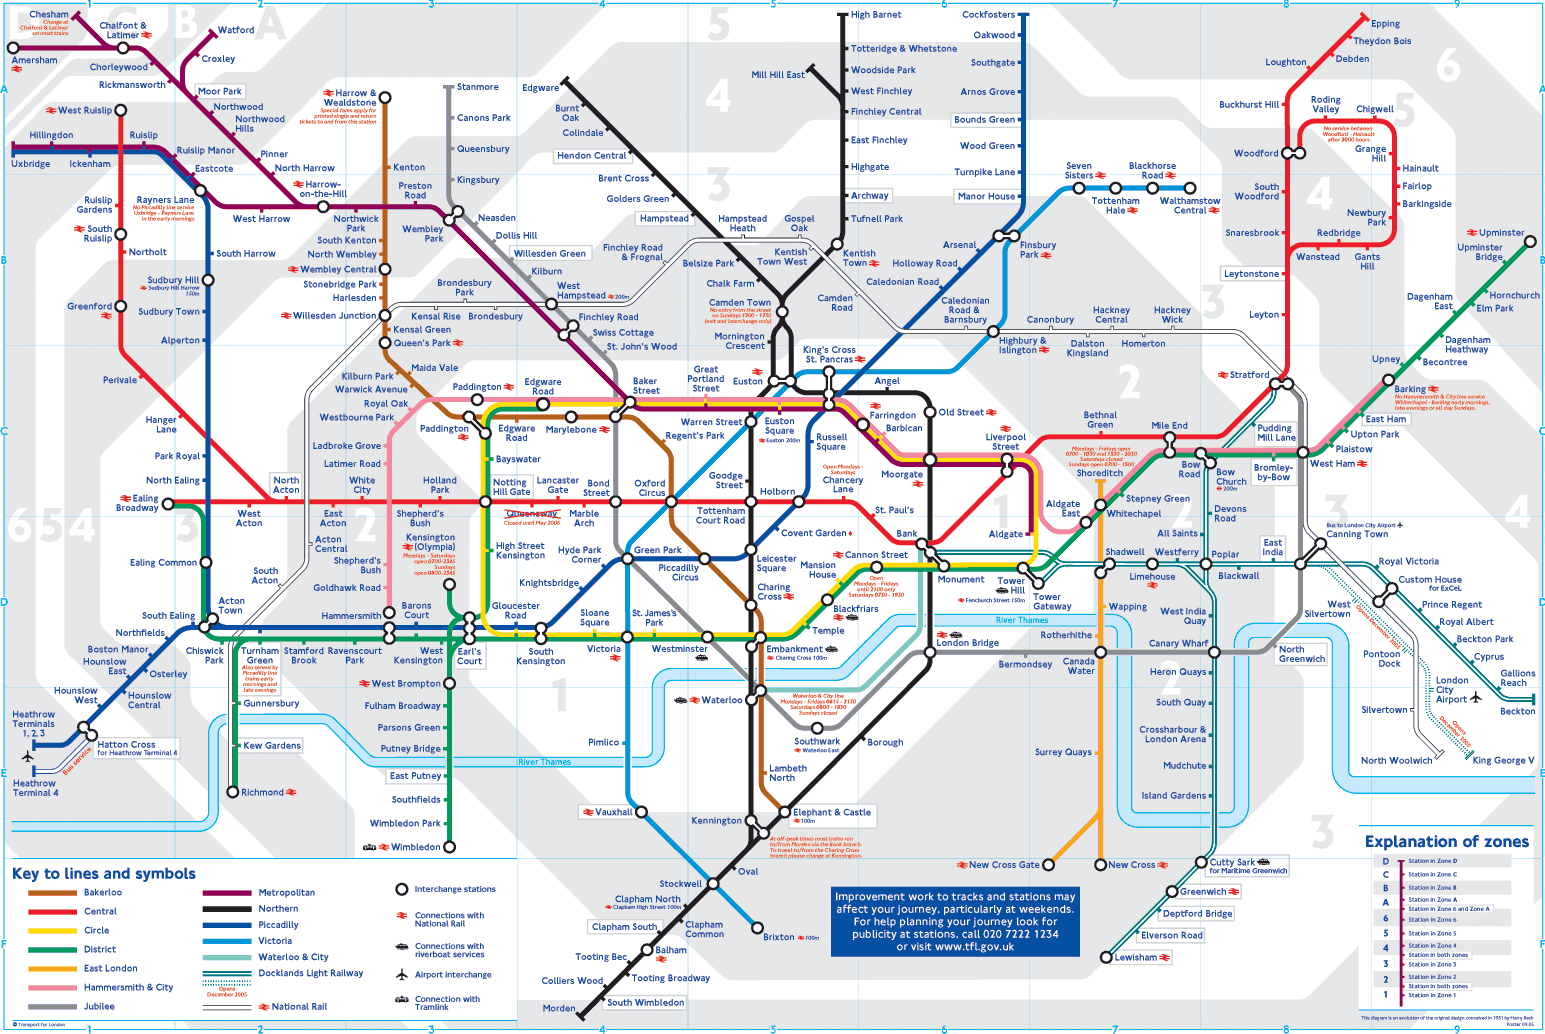 D
C
B
A
5
6
1
2
3
4
5
6
7
8
9
Chesham
Change at
Chalfont & Latimer
on most trains
Chalfont &
Latimer
Watford
Amersham
Croxley
Chorleywood
Rickmansworth
Moor Park
Northwood
Northwood
Hills
Pinner
North Harrow
Harrow-
on-the-Hill
West Ruislip
Hillingdon
Ruislip
Uxbridge
Ickenham
Ruislip Manor
Eastcote
Rayners Lane
No Piccadilly line service
Uxbridge - Rayners Lane
in the early mornings
West Harrow
Ruislip
Gardens
South
Ruislip
Northolt
Greenford
Perivale
Hanger
Lane
South Harrow
Sudbury Hill
Sudbury Hill Harrow
150m
Sudbury Town
Alperton
Park Royal
North Ealing
Ealing
Broadway
West
Acton
North
Acton
East
Acton
White
City
Shepherd's
Bush
Holland
Park
Notting
Hill Gate
Queensway
Closed until May 2006
Lancaster
Gate
Marble
Arch
Bond
Street
Oxford
Circus
Tottenham
Court Road
Holborn
Chancery
Lane
Open Mondays -
Saturdays
St. Paul's
Bank
Harrow &
Wealdstone
Special fares apply for
printed single and return
tickets to and from this station
Kenton
Preston
Road
Northwick
Park
South Kenton
North Wembley
Wembley Central
Stonebridge Park
Harlesden
Willesden Junction
Kensal Green
Queen's Park
Kilburn Park
Maida Vale
Warwick Avenue
Royal Oak
Westbourne Park
Ladbroke Grove
Latimer Road
Paddington
Paddington
Edgware
Road
Edgware
Road
Marylebone
Baker
Street
Great
Portland
Street
Stanmore
Canons Park
Queensbury
Kingsbury
Wembley
Park
Neasden
Dollis Hill
Willesden Green
Kilburn
West
Hampstead
200m
Finchley Road
Swiss Cottage
St. John's Wood
Brondesbury
Park
Kensal Rise
Brondesbury
Finchley Road
& Frognal
Hampstead
Heath
Gospel
Oak
Edgware
Burnt
Oak
Colindale
Hendon Central
Brent Cross
Golders Green
Hampstead
Belsize Park
Chalk Farm
Camden Town
No entry from the street
on Sundays 1300 - 1730
(exit and interchange only)
Mornington
Crescent
Euston
Mill Hill East
High Barnet
Totteridge & Whetstone
Woodside Park
West Finchley
Finchley Central
East Finchley
Highgate
Archway
Tufnell Park
Kentish
Town
Kentish
Town West
Camden
Road
Cockfosters
Oakwood
Southgate
Arnos Grove
Bounds Green
Wood Green
Turnpike Lane
Manor House
Arsenal
Holloway Road
Caledonian Road
Finsbury
Park
Seven
Sisters
Tottenham
Hale
Blackhorse
Road
Walthamstow
Central
Caledonian
Road &
Barnsbury
Highbury &
Islington
Canonbury
Dalston
Kingsland
Hackney
Central
Homerton
Hackney
Wick
Epping
Theydon Bois
Debden
Loughton
Buckhurst Hill
Roding
Valley
Chigwell
No service between
Woodford - Hainault
after 2000 hours
Woodford
Grange
Hill
Hainault
Fairlop
Barkingside
Newbury
Park
South
Woodford
Snaresbrook
Redbridge
Wanstead
Gants
Hill
Leytonstone
Leyton
Stratford
Upminster
Upminster
Bridge
Hornchurch
Elm Park
Dagenham
East
Dagenham
Heathway
Becontree
Upney
Barking
No Hammersmith & City line service
Whitechapel - Barking early mornings,
late evenings or all day Sundays.
East Ham
Upton Park
Plaistow
West Ham
Bromley-
by-Bow
Pudding
Mill Lane
Bow
Road
Bow
Church
200m
Mile End
Bethnal
Green
Mondays - Fridays open
0700 - 1030 and 1530 - 2030
Saturdays closed
Sundays open 0700 - 1500
Shoreditch
Liverpool
Street
Old Street
Angel
King's Cross
St. Pancras
Euston
Square
Euston 200m
Warren Street
Regent's Park
Goodge
Street
Russell
Square
Farringdon
Barbican
Moorgate
Aldgate
East
Aldgate
Whitechapel
Stepney Green
Devons
Road
All Saints
Shadwell
Westferry
Limehouse
Poplar
Blackwall
East
India
Bus to London City Airport
Canning Town
Royal Victoria
Custom House
for ExCeL
Prince Regent
Royal Albert
Beckton Park
Cyprus
Gallions
Reach
Beckton
West
Silvertown
Opens December 2005
Pontoon
Dock
London
City
Airport
Silvertown
North Woolwich
King George V
Opens
December 2005
Bayswater
High Street
Kensington
Kensington
(Olympia)
Mondays - Saturdays
open 0700-2345
Sundays
open 0800-2345
Acton
Central
South
Acton
Shepherd's
Bush
Goldhawk Road
Hammersmith
Barons
Court
Gloucester
Road
Earl's
Court
West
Kensington
South
Kensington
Sloane
Square
Victoria
St. James's
Park
Westminster
Embankment
Charing Cross 100m
Temple
Blackfriars
Mansion
House
Cannon Street
Open
Mondays - Fridays
until 2100 only
Saturdays 0730 - 1930
Monument
Tower
Hill
Fenchurch Street 150m
Tower
Gateway
Hyde Park
Corner
Knightsbridge
Green Park
Piccadilly
Circus
Leicester
Square
Covent Garden
Charing
Cross
Ealing Common
South Ealing
Acton
Town
Northfields
Boston Manor
Hounslow
East
Osterley
Hounslow
Central
Hounslow
West
Heathrow
Terminals
1, 2, 3
Hatton Cross
for Heathrow Terminal 4
Bus service
Heathrow
Terminal 4
Chiswick
Park
Turnham
Green
Also served by
Piccadilly line
trains early
mornings and
late evenings
Stamford
Brook
Ravenscourt
Park
Gunnersbury
Kew Gardens
Richmond
West Brompton
Fulham Broadway
Parsons Green
Putney Bridge
East Putney
Southfields
Wimbledon Park
Wimbledon
River Thames
River Thames
Pimlico
Vauxhall
Stockwell
Brixton
100m
Waterloo
Waterloo & City line
Mondays - Fridays 0615 - 2130
Saturdays 0800 - 1830
Sundays closed
Southwark
Waterloo East
Lambeth
North
Elephant & Castle
100m
Borough
London Bridge
Kennington
At off-peak times most trains run
to/from Morden via the Bank branch.
To travel to/from the Charing Cross
branch please change at Kennington.
Oval
Clapham North
Clapham High Street 100m
Clapham
Common
Clapham South
Balham
Tooting Bec
Tooting Broadway
Colliers Wood
South Wimbledon
Morden
Bermondsey
Canada
Water
Wapping
Rotherhithe
Surrey Quays
New Cross Gate
New Cross
West India
Quay
Canary Wharf
Heron Quays
South Quay
Crossharbour &
London Arena
Mudchute
Island Gardens
North
Greenwich
Cutty Sark
for Maritime Greenwich
Greenwich
Deptford Bridge
Elverson Road
Lewisham
Improvement work to tracks and stations may
affect your journey, particularly at weekends.
For help planning your journey look for
publicity at stations, call 020 7222 1234
or visit www.tfl.gov.uk
Key to lines and symbols
Bakerloo
Central
Circle
District
East London
Hammersmith & City
Jubilee
Metropolitan
Northern
Piccadilly
Victoria
Waterloo & City
Docklands Light Railway
Opens
December 2005
National Rail
Interchange stations
Connections with
National Rail
Connections with
riverboat services
Airport interchange
Connection with
Tramlink
Explanation of zones
D
Station in Zone D
C
Station in Zone C
B
Station in Zone B
A
Station in Zone A
Station in Zone 6 and Zone A
6
Station in Zone 6
5
Station in Zone 5
4
Station in Zone 4
Station in both zones
3
Station in Zone 3
2
Station in Zone 2
Station in both zones
1
Station in Zone 1
© Transport for London
This diagram is an evolution of the original design conceived in 1931 by Harry Beck
Poster 09.05
1
2
3
4
5
6
7
8
9